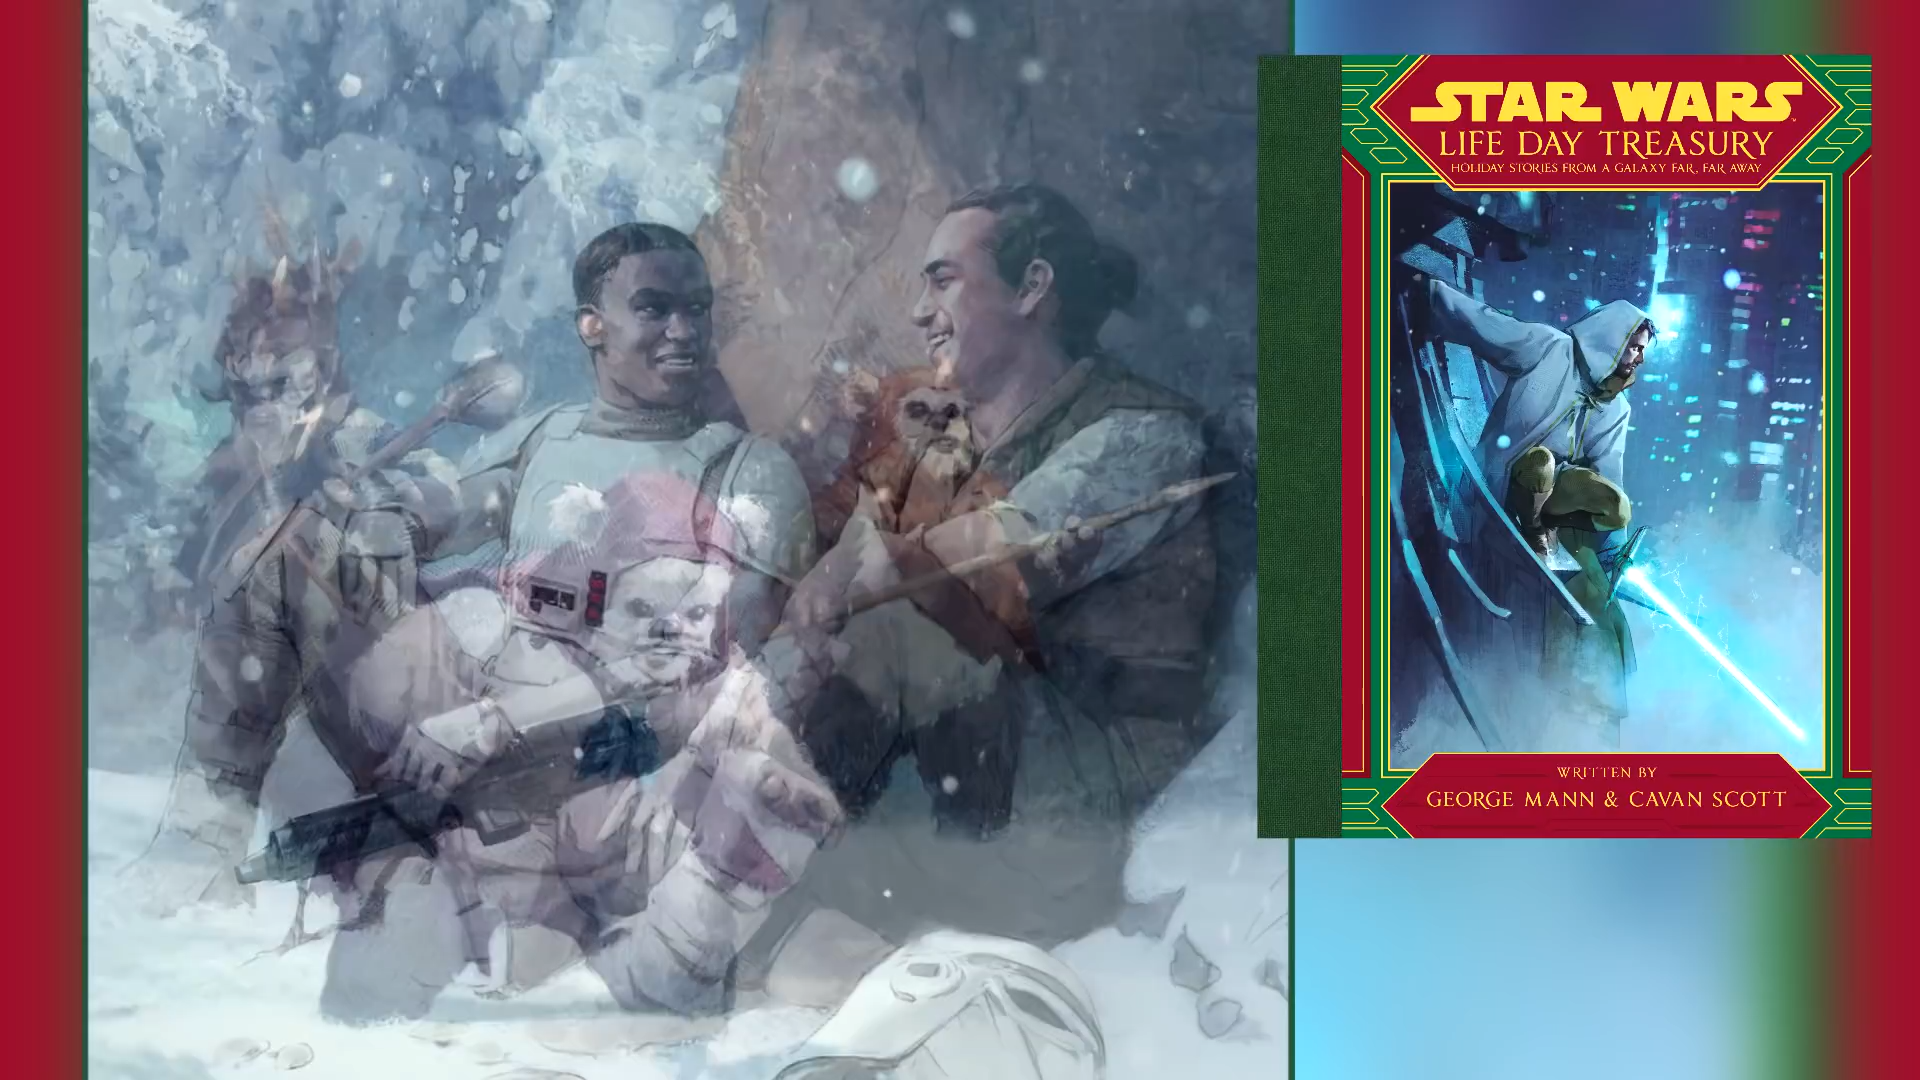 STAR WARS
LIFE DAY TREASURY
HOLIDAY STORIES FROM A GALAXY FAR, FAR AWAY
WRITTEN BY
GEORGE MANN & CAVAN SCOTT